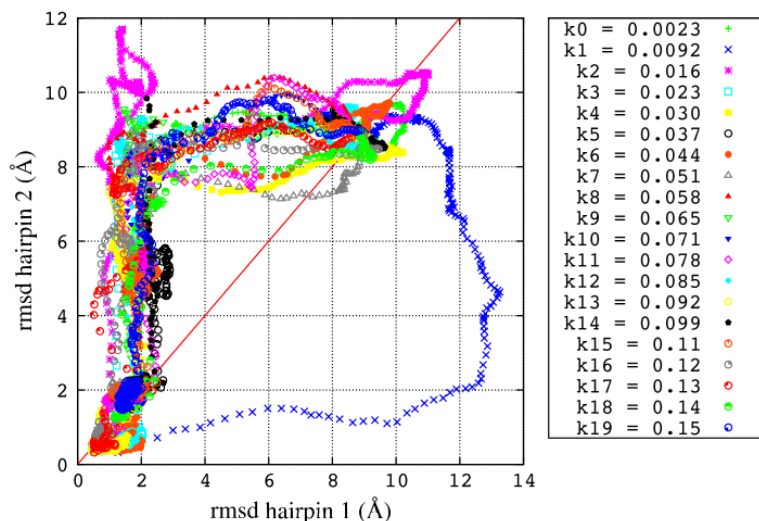 12
10
8
6
4
2
0
rmsd hairpin 2 (Å)
0 2 4 6 8 10 12 14
rmsd hairpin 1 (Å)
k0 = 0.0023
k1 = 0.0092
k2 = 0.016
k3 = 0.023
k4 = 0.030
k5 = 0.037
k6 = 0.044
k7 = 0.051
k8 = 0.058
k9 = 0.065
k10 = 0.071
k11 = 0.078
k12 = 0.085
k13 = 0.092
k14 = 0.099
k15 = 0.11
k16 = 0.12
k17 = 0.13
k18 = 0.14
k19 = 0.15